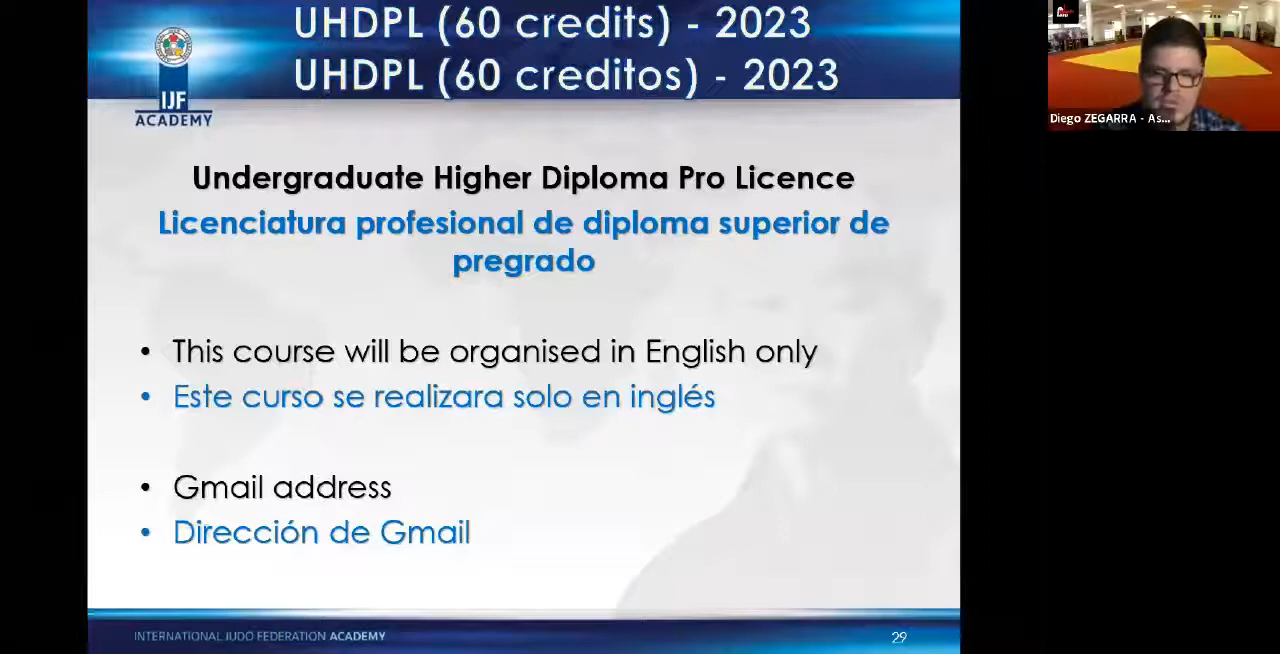 UHDPL (60 credits) - 2023
UHDPL (60 creditos) - 2023
IJF
ACADEMY
Diego ZEGARRA - As...
Undergraduate Higher Diploma Pro Licence
Licenciatura profesional de diploma superior de
pregrado
• This course will be organised in English only
• Este curso se realizara solo en inglés
• Gmail address
• Dirección de Gmail
INTERNATIONAL JUDO FEDERATION ACADEMY
29